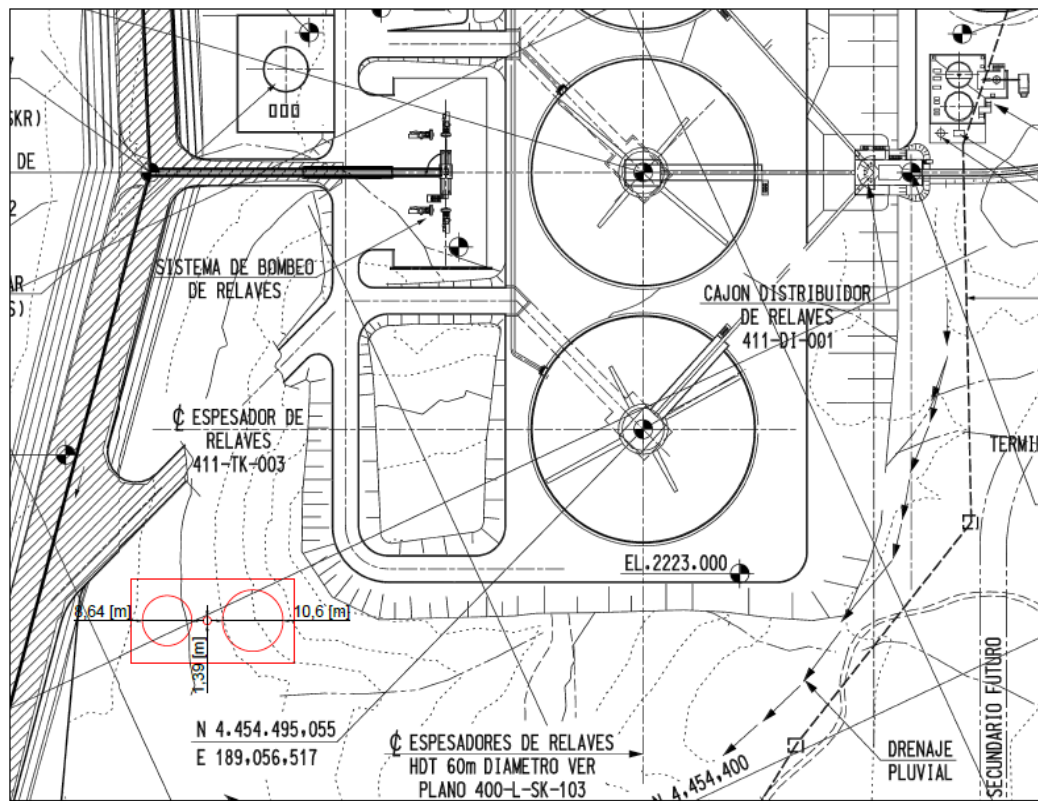 SKR)
DE
2
AR
S)
SISTEMA DE BOMBEO
DE RELAVES
CAJON DISTRIBUIDOR
DE RELAVES
411-DI-001
℄ ESPESADOR DE
RELAVES
411-TK-003
EL.2223.000
8,64 [m]
10,6 [m]
1,39 [m]
N 4.454.495,055
E 189,056,517
℄ ESPESADORES DE RELAVES
HDT 60m DIAMETRO VER
PLANO 400-L-SK-103
N 4,454,400
DRENAJE
PLUVIAL
SECUNDARIO FUTURO